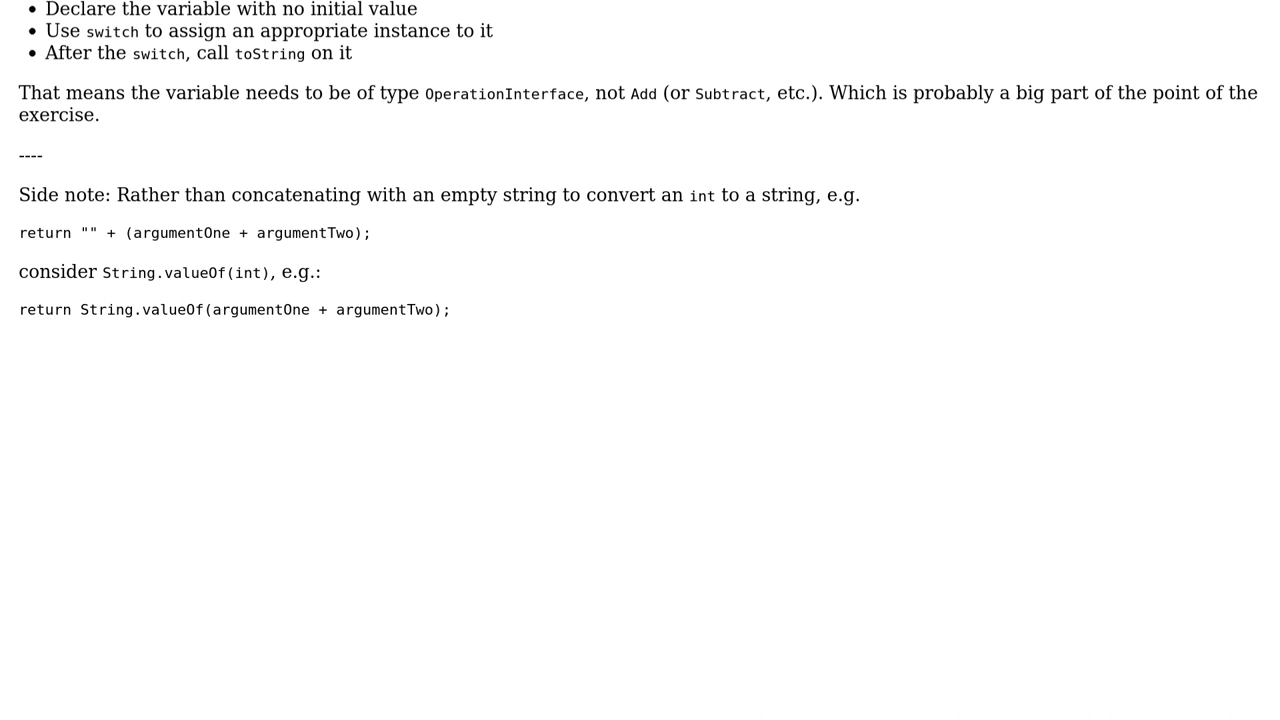 Declare the variable with no initial value
Use switch to assign an appropriate instance to it
After the switch, call toString on it
That means the variable needs to be of type OperationInterface, not Add (or Subtract, etc.). Which is probably a big part of the point of the
exercise.
----
Side note: Rather than concatenating with an empty string to convert an int to a string, e.g.
return "" + (argumentOne + argumentTwo);
consider String.valueOf(int), e.g.:
return String.valueOf(argumentOne + argumentTwo);